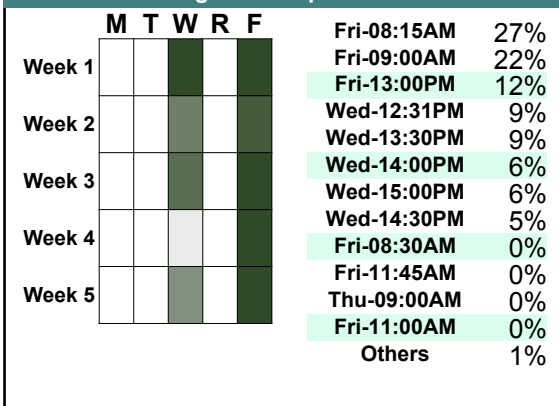 M T W R F
Week 1
Week 2
Week 3
Week 4
Week 5
Fri-08:15AM 27%
Fri-09:00AM 22%
Fri-13:00PM 12%
Wed-12:31PM 9%
Wed-13:30PM 9%
Wed-14:00PM 6%
Wed-15:00PM 6%
Wed-14:30PM 5%
Fri-08:30AM 0%
Fri-11:45AM 0%
Thu-09:00AM 0%
Fri-11:00AM 0%
Others 1%